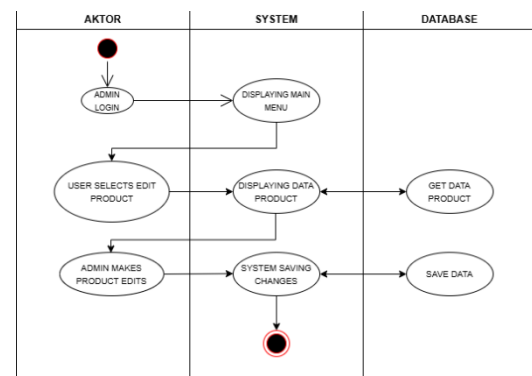 AKTOR
SYSTEM
DATABASE
ADMIN
LOGIN
DISPLAYING MAIN
MENU
USER SELECTS EDIT
PRODUCT
DISPLAYING DATA
PRODUCT
GET DATA
PRODUCT
ADMIN MAKES
PRODUCT EDITS
SYSTEM SAVING
CHANGES
SAVE DATA